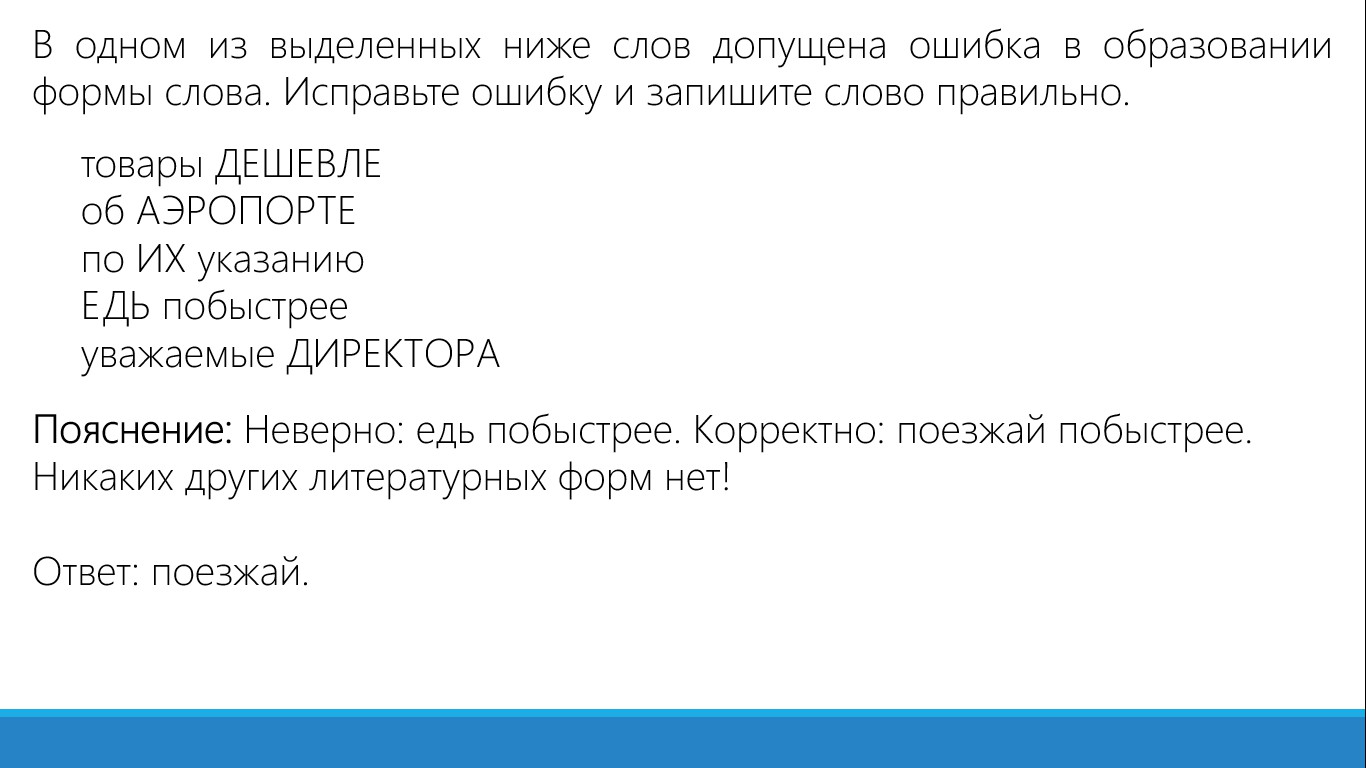 В одном из выделенных ниже слов допущена ошибка в образовании
формы слова. Исправьте ошибку и запишите слово правильно.
товары ДЕШЕВЛЕ
об АЭРОПОРТЕ
по ИХ указанию
ЕДЬ побыстрее
уважаемые ДИРЕКТОРА
Пояснение: Неверно: едь побыстрее. Корректно: поезжай побыстрее.
Никаких других литературных форм нет!
Ответ: поезжай.